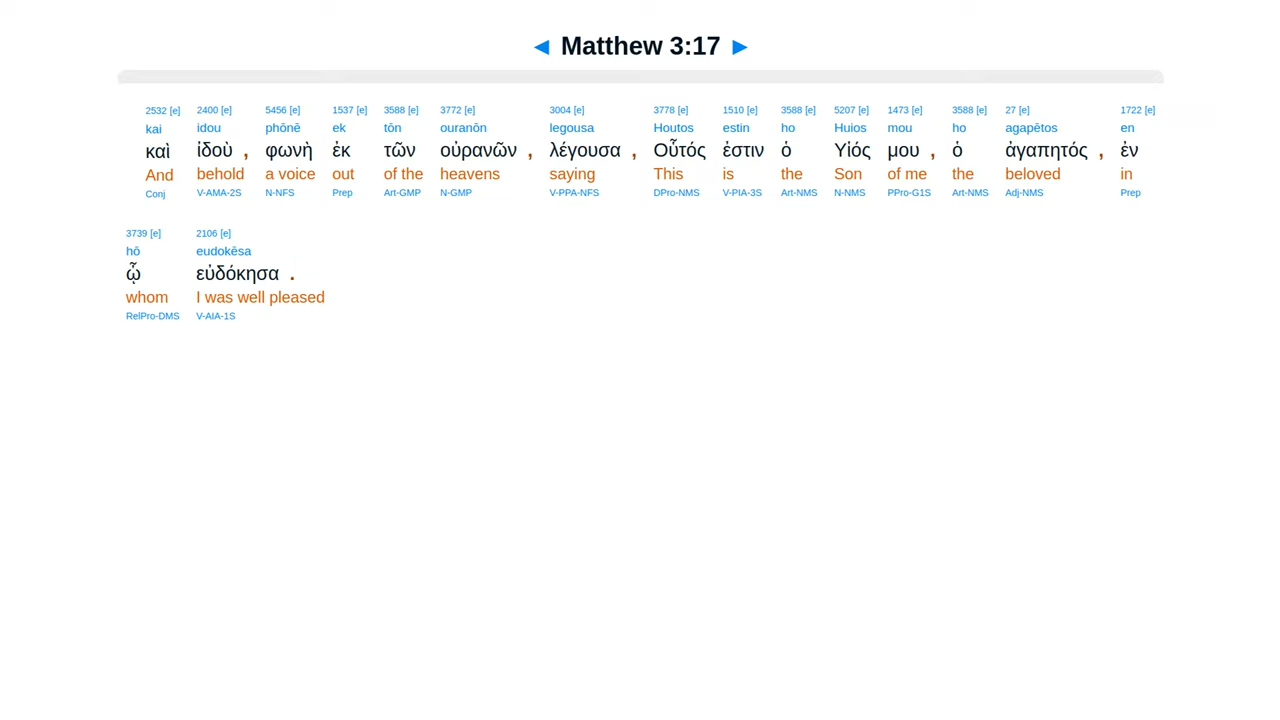 ◄ Matthew 3:17 ►
2532 [e] 2400 [e] 5456 [e] 1537 [e] 3588 [e] 3772 [e] 3004 [e] 3778 [e] 1510 [e] 3588 [e] 5207 [e] 1473 [e] 3588 [e] 27 [e] 1722 [e]
kai idou phōnē ek tōn ouranōn legousa Houtos estin ho Huios mou ho agapētos en
καὶ ἰδοὺ , φωνὴ ἐκ τῶν οὐρανῶν , λέγουσα , Οὗτός ἐστιν ὁ Υἱός μου , ὁ ἀγαπητός , ἐν
And behold a voice out of the heavens saying This is the Son of me the beloved in
Conj V-AMA-2S N-NFS Prep Art-GMP N-GMP V-PPA-NFS DPro-NMS V-PIA-3S Art-NMS N-NMS PPro-G1S Art-NMS Adj-NMS Prep
3739 [e] 2106 [e]
hō eudokēsa
ᾧ εὐδόκησα .
whom I was well pleased
RelPro-DMS V-AIA-1S